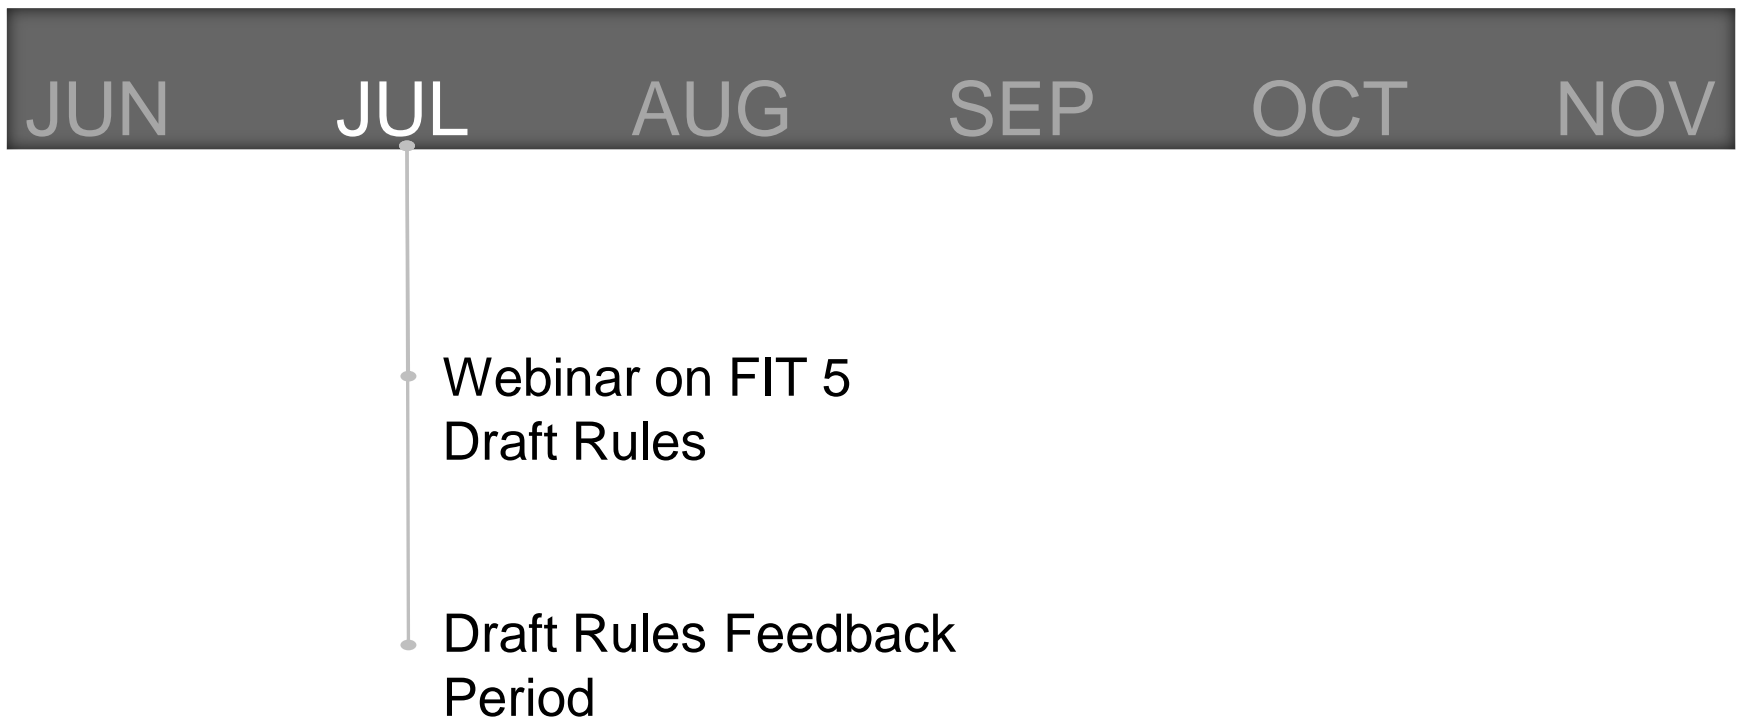 JUN JUL AUG SEP OCT NOV
Webinar on FIT 5
Draft Rules
Draft Rules Feedback
Period